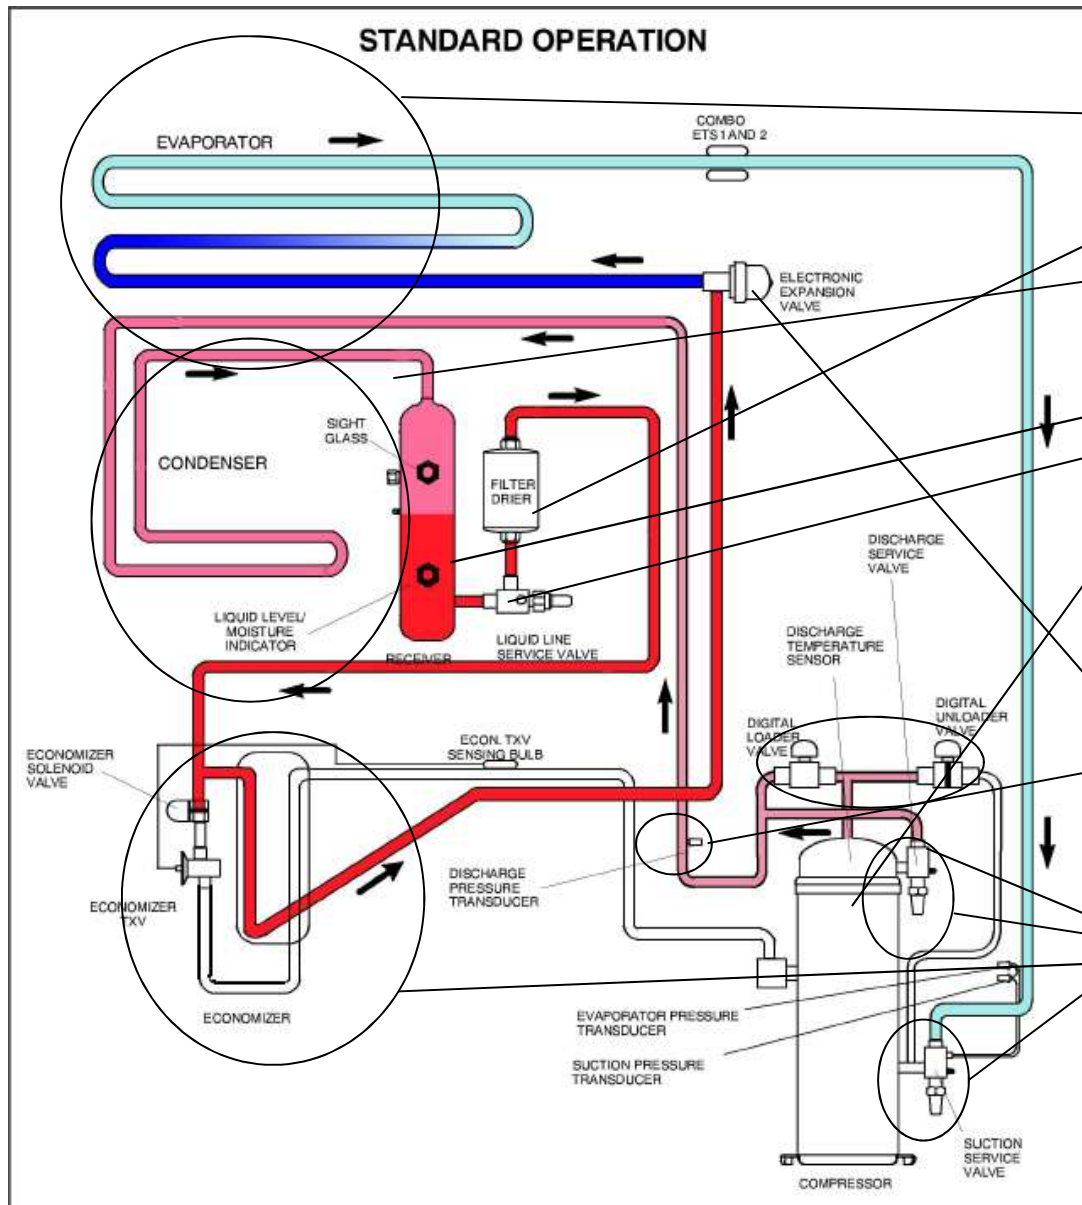 STANDARD OPERATION
COMBO
ETS 1 AND 2
EVAPORATOR
ELECTRONIC
EXPANSION
VALVE
SIGHT
GLASS
CONDENSER
FILTER
DRIER
DISCHARGE
SERVICE
VALVE
LIQUID LEVEL/
MOISTURE
INDICATOR
RECEIVER
LIQUID LINE
SERVICE VALVE
DISCHARGE
TEMPERATURE
SENSOR
DIGITAL
UNLOADER
VALVE
DIGITAL
LOADER
VALVE
ECONOMIZER
SOLENOID
VALVE
ECON. TXV
SENSING BULB
DISCHARGE
PRESSURE
TRANSDUCER
ECONOMIZER
TXV
ECONOMIZER
EVAPORATOR PRESSURE
TRANSDUCER
SUCTION PRESSURE
TRANSDUCER
SUCTION
SERVICE
VALVE
COMPRESSOR